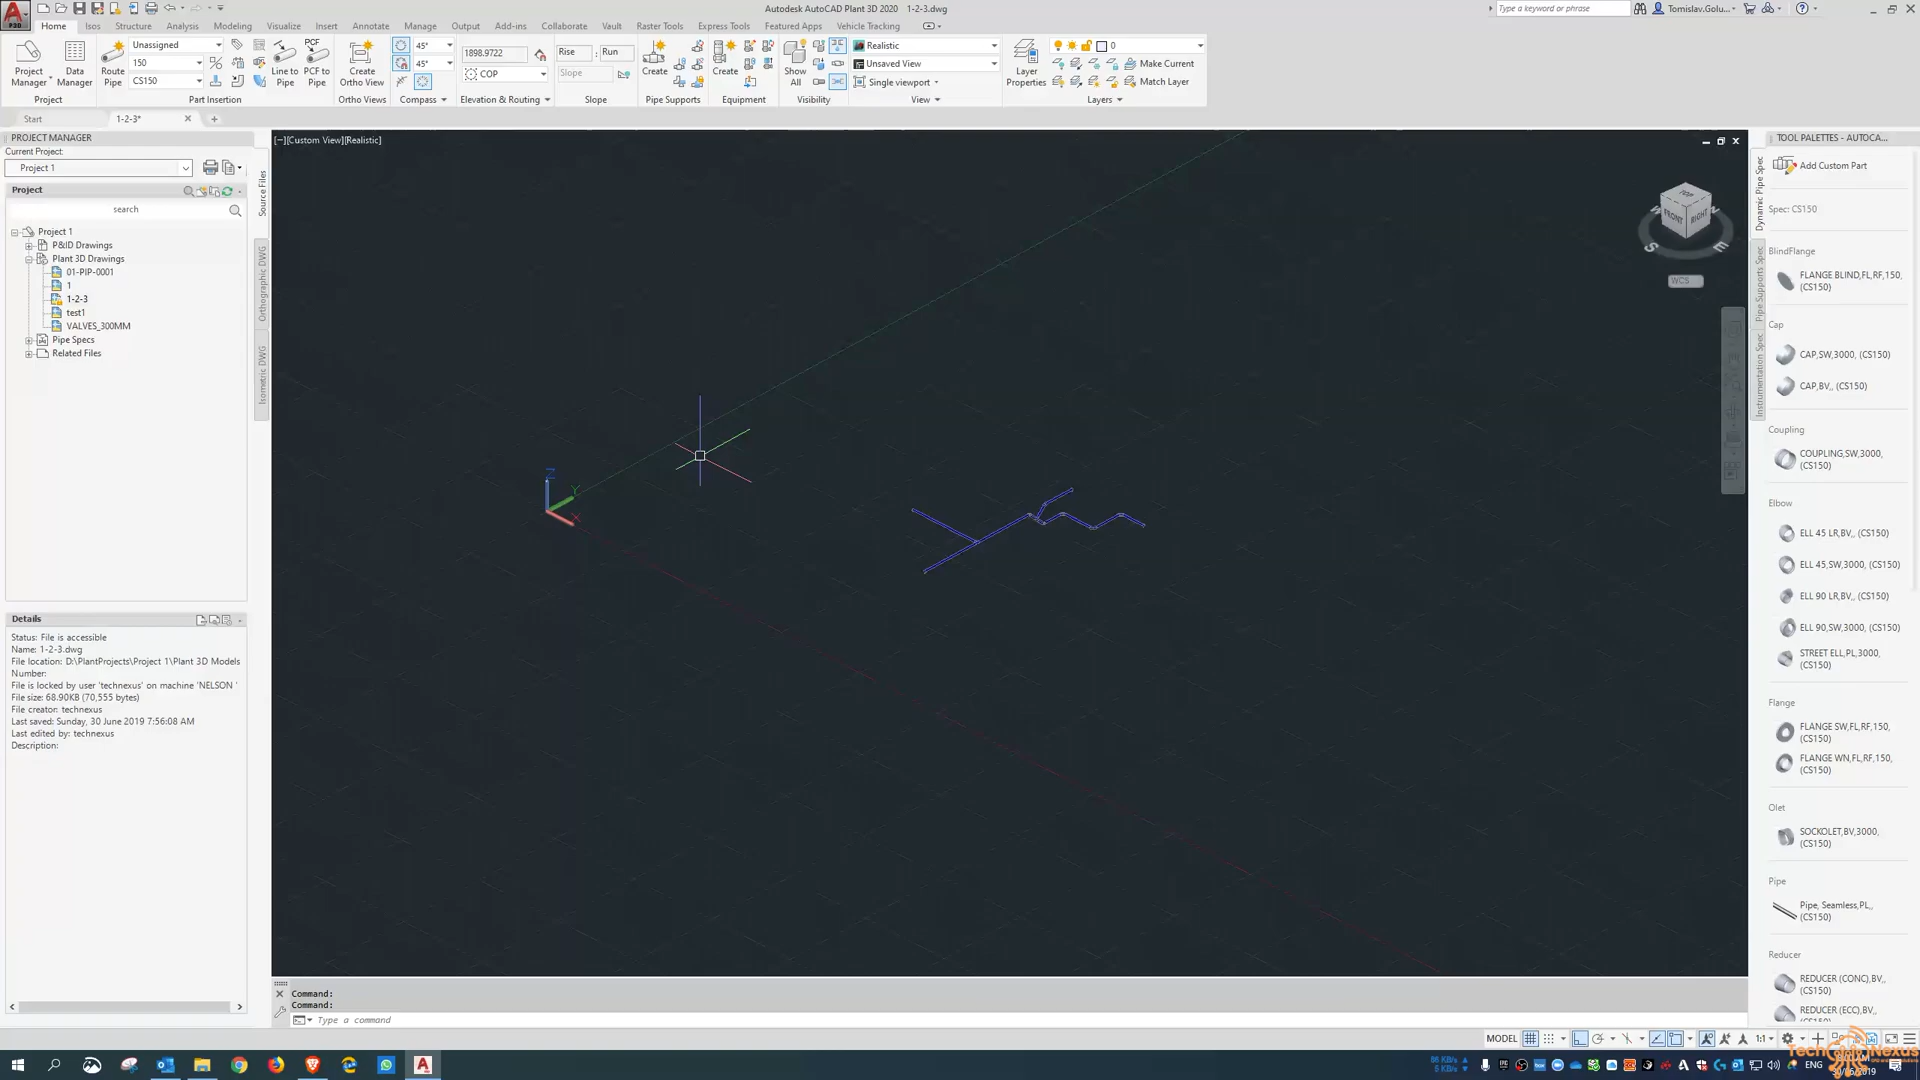 Autodesk AutoCAD Plant 3D 2020 1-2-3.dwg
Type a keyword or phrase
Tomislav.Golu...
Home Isos Structure Analysis Modeling Visualize Insert Annotate Manage Output Add-ins Collaborate Vault Raster Tools Express Tools Featured Apps Vehicle Tracking
Project Manager
Data Manager
Project
Route Pipe
Unassigned
150
CS150
Line to Pipe
PCF to Pipe
Part Insertion
Create Ortho View
Ortho Views
45°
45°
Compass
1898.9722
COP
Elevation & Routing
Rise : Run
Slope
Slope
Create
Pipe Supports
Create
Equipment
Show All
Visibility
Realistic
Unsaved View
Single viewport
View
Layer Properties
0
Make Current
Match Layer
Layers
Start
1-2-3*
PROJECT MANAGER
Current Project:
Project 1
Project
search
Project 1
P&ID Drawings
Plant 3D Drawings
01-PIP-0001
1
1-2-3
test1
VALVES_300MM
Pipe Specs
Related Files
Source Files
Orthographic DWG
Isometric DWG
Details
Status: File is accessible
Name: 1-2-3.dwg
File location: D:\PlantProjects\Project 1\Plant 3D Models
Number:
File is locked by user 'technexus' on machine 'NELSON '
File size: 68.90KB (70,555 bytes)
File creator: technexus
Last saved: Sunday, 30 June 2019 7:56:08 AM
Last edited by: technexus
Description:
[−][Custom View][Realistic]
Z
Y
X
TOP
FRONT
RIGHT
W
N
S
E
WCS
TOOL PALETTES - AUTOCA...
Dynamic Pipe Spec
Pipe Supports Spec
Instrumentation Spec
Add Custom Part
Spec: CS150
BlindFlange
FLANGE BLIND,FL,RF,150,
(CS150)
Cap
CAP,SW,3000, (CS150)
CAP,BV,, (CS150)
Coupling
COUPLING,SW,3000,
(CS150)
Elbow
ELL 45 LR,BV,, (CS150)
ELL 45,SW,3000, (CS150)
ELL 90 LR,BV,, (CS150)
ELL 90,SW,3000, (CS150)
STREET ELL,PL,3000,
(CS150)
Flange
FLANGE SW,FL,RF,150,
(CS150)
FLANGE WN,FL,RF,150,
(CS150)
Olet
SOCKOLET,BV,3000,
(CS150)
Pipe
Pipe, Seamless,PL,,
(CS150)
Reducer
REDUCER (CONC),BV,,
(CS150)
REDUCER (ECC),BV,,
(CS150)
Command:
Command:
Type a command
MODEL
1:1
ENG
30/06/2019